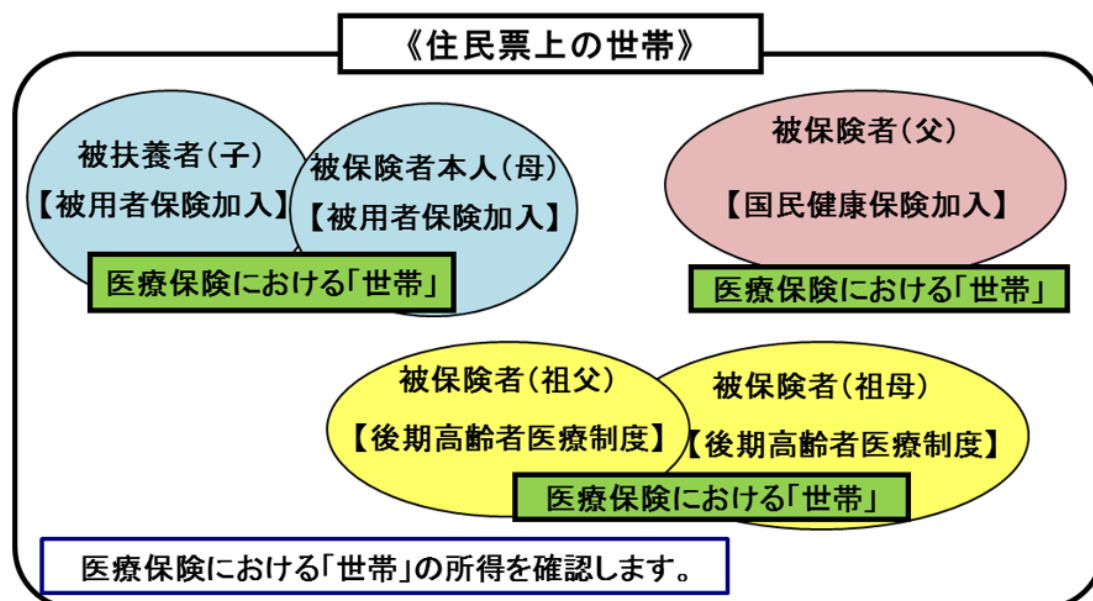 《住民票上の世帯》
被扶養者(子)
【被用者保険加入】
被保険者本人(母)
【被用者保険加入】
医療保険における「世帯」
被保険者(父)
【国民健康保険加入】
医療保険における「世帯」
被保険者(祖父)
【後期高齢者医療制度】
被保険者(祖母)
【後期高齢者医療制度】
医療保険における「世帯」
医療保険における「世帯」の所得を確認します。